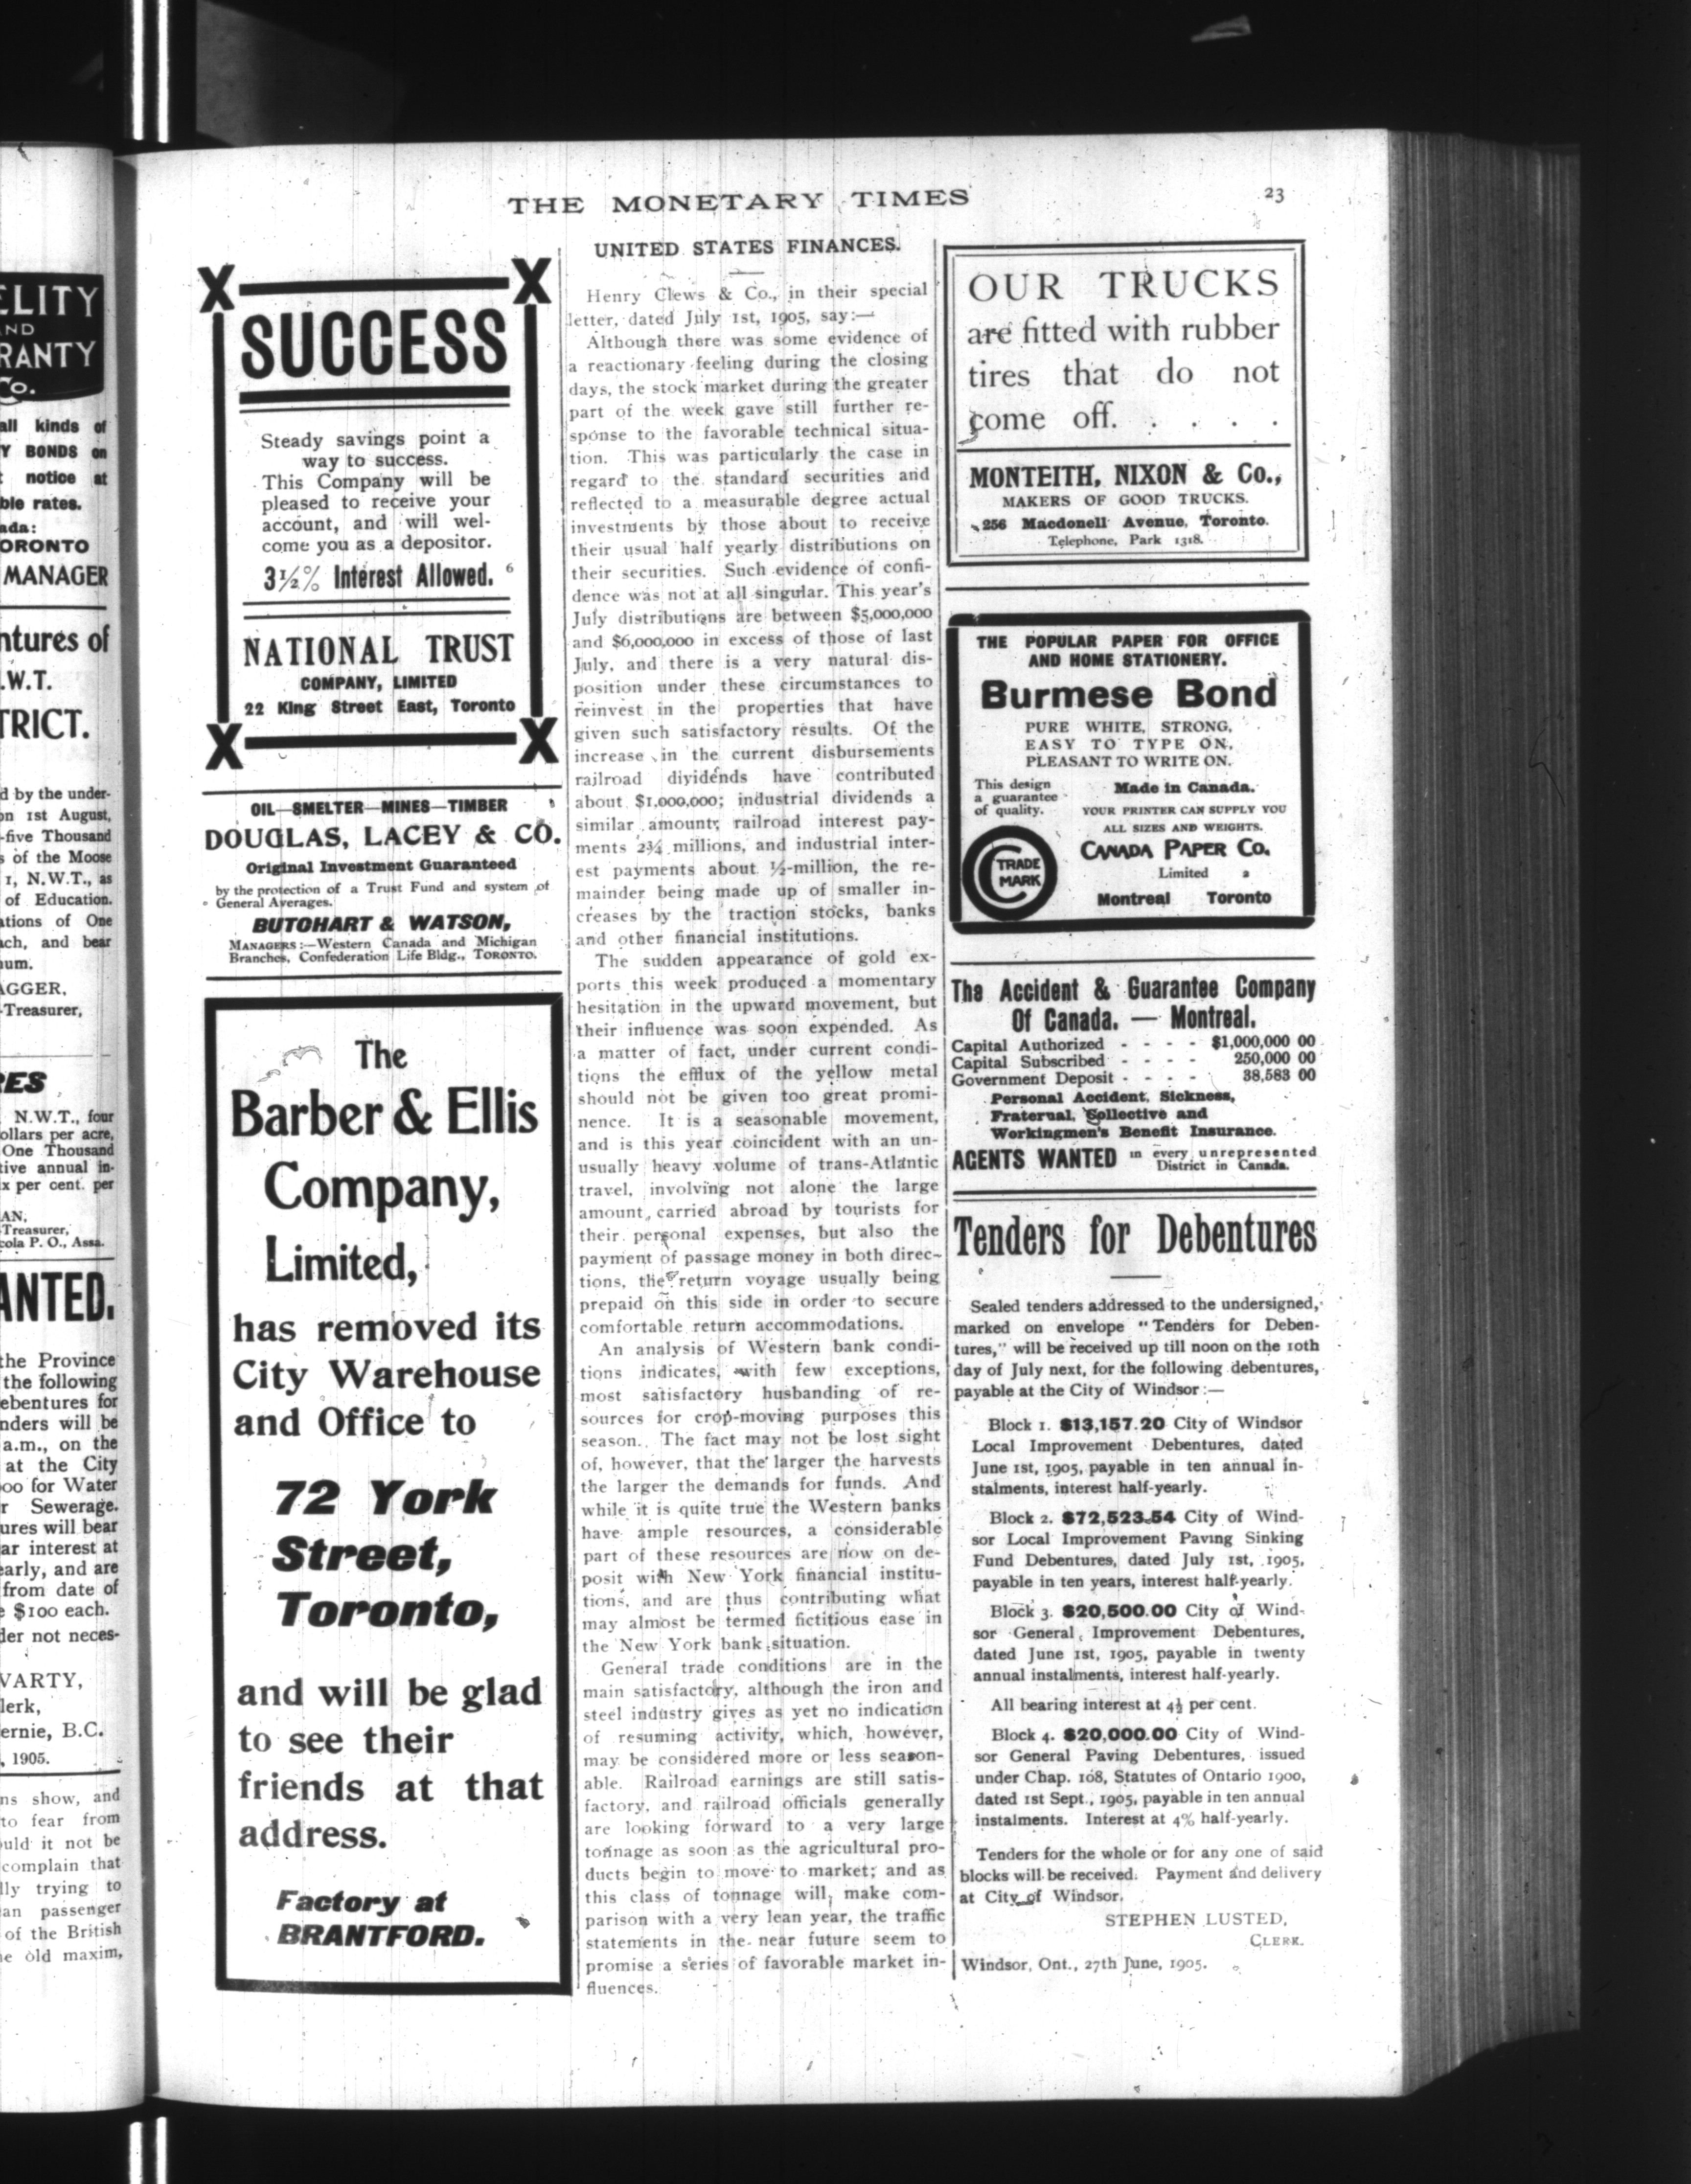 THE MONETARY TIMES
23
X X
SUCCESS
Steady savings point a
way to success.
This Company will be
pleased to receive your
account, and will wel-
come you as a depositor.
3½% Interest Allowed. 6
NATIONAL TRUST
COMPANY, LIMITED
22 King Street East, Toronto
X X
OIL—SMELTER—MINES—TIMBER
DOUGLAS, LACEY & CO.
Original Investment Guaranteed
by the protection of a Trust Fund and system of
General Averages.
BUTCHART & WATSON,
MANAGERS:—Western Canada and Michigan
Branches, Confederation Life Bldg., TORONTO.
The
Barber & Ellis
Company,
Limited,
has removed its
City Warehouse
and Office to
72 York
Street,
Toronto,
and will be glad
to see their
friends at that
address.
Factory at
BRANTFORD.
UNITED STATES FINANCES.
Henry Clews & Co., in their special
letter, dated July 1st, 1905, say:—
Although there was some evidence of
a reactionary feeling during the closing
days, the stock market during the greater
part of the week gave still further re-
sponse to the favorable technical situa-
tion. This was particularly the case in
regard to the standard securities and
reflected to a measurable degree actual
investments by those about to receive
their usual half yearly distributions on
their securities. Such evidence of confi-
dence was not at all singular. This year's
July distributions are between $5,000,000
and $6,000,000 in excess of those of last
July, and there is a very natural dis-
position under these circumstances to
reinvest in the properties that have
given such satisfactory results. Of the
increase in the current disbursements
railroad dividends have contributed
about $1,000,000; industrial dividends a
similar amount; railroad interest pay-
ments 2¾ millions, and industrial inter-
est payments about ½-million, the re-
mainder being made up of smaller in-
creases by the traction stocks, banks
and other financial institutions.
The sudden appearance of gold ex-
ports this week produced a momentary
hesitation in the upward movement, but
their influence was soon expended. As
a matter of fact, under current condi-
tions the efflux of the yellow metal
should not be given too great promi-
nence. It is a seasonable movement,
and is this year coincident with an un-
usually heavy volume of trans-Atlantic
travel, involving not alone the large
amount carried abroad by tourists for
their personal expenses, but also the
payment of passage money in both direc-
tions, the return voyage usually being
prepaid on this side in order to secure
comfortable return accommodations.
An analysis of Western bank condi-
tions indicates, with few exceptions,
most satisfactory husbanding of re-
sources for crop-moving purposes this
season. The fact may not be lost sight
of, however, that the larger the harvests
the larger the demands for funds. And
while it is quite true the Western banks
have ample resources, a considerable
part of these resources are now on de-
posit with New York financial institu-
tions, and are thus contributing what
may almost be termed fictitious ease in
the New York bank situation.
General trade conditions are in the
main satisfactory, although the iron and
steel industry gives as yet no indication
of resuming activity, which, however,
may be considered more or less season-
able. Railroad earnings are still satis-
factory, and railroad officials generally
are looking forward to a very large
tonnage as soon as the agricultural pro-
ducts begin to move to market; and as
this class of tonnage will make com-
parison with a very lean year, the traffic
statements in the near future seem to
promise a series of favorable market in-
fluences.
OUR TRUCKS
are fitted with rubber
tires that do not
come off. . . . .
MONTEITH, NIXON & Co.,
MAKERS OF GOOD TRUCKS.
256 Macdonell Avenue, Toronto.
Telephone, Park 1318.
THE POPULAR PAPER FOR OFFICE
AND HOME STATIONERY.
Burmese Bond
PURE WHITE, STRONG,
EASY TO TYPE ON,
PLEASANT TO WRITE ON.
This design
a guarantee
of quality.
TRADE
MARK
Made in Canada.
YOUR PRINTER CAN SUPPLY YOU
ALL SIZES AND WEIGHTS.
CANADA PAPER Co.
Limited 2
Montreal Toronto
The Accident & Guarantee Company
Of Canada. — Montreal.
Capital Authorized - - - - $1,000,000 00
Capital Subscribed - - - - 250,000 00
Government Deposit - - - - 38,583 00
Personal Accident, Sickness,
Fraternal, Collective and
Workingmen's Benefit Insurance.
AGENTS WANTED in every unrepresented
District in Canada.
Tenders for Debentures
Sealed tenders addressed to the undersigned,
marked on envelope "Tenders for Deben-
tures," will be received up till noon on the 10th
day of July next, for the following debentures,
payable at the City of Windsor:—
Block 1. $13,157.20 City of Windsor
Local Improvement Debentures, dated
June 1st, 1905, payable in ten annual in-
stalments, interest half-yearly.
Block 2. $72,523.54 City of Wind-
sor Local Improvement Paving Sinking
Fund Debentures, dated July 1st, 1905,
payable in ten years, interest half-yearly.
Block 3. $20,500.00 City of Wind-
sor General Improvement Debentures,
dated June 1st, 1905, payable in twenty
annual instalments, interest half-yearly.
All bearing interest at 4½ per cent.
Block 4. $20,000.00 City of Wind-
sor General Paving Debentures, issued
under Chap. 108, Statutes of Ontario 1900,
dated 1st Sept., 1905, payable in ten annual
instalments. Interest at 4% half-yearly.
Tenders for the whole or for any one of said
blocks will be received. Payment and delivery
at City of Windsor.
STEPHEN LUSTED,
CLERK.
Windsor, Ont., 27th June, 1905.